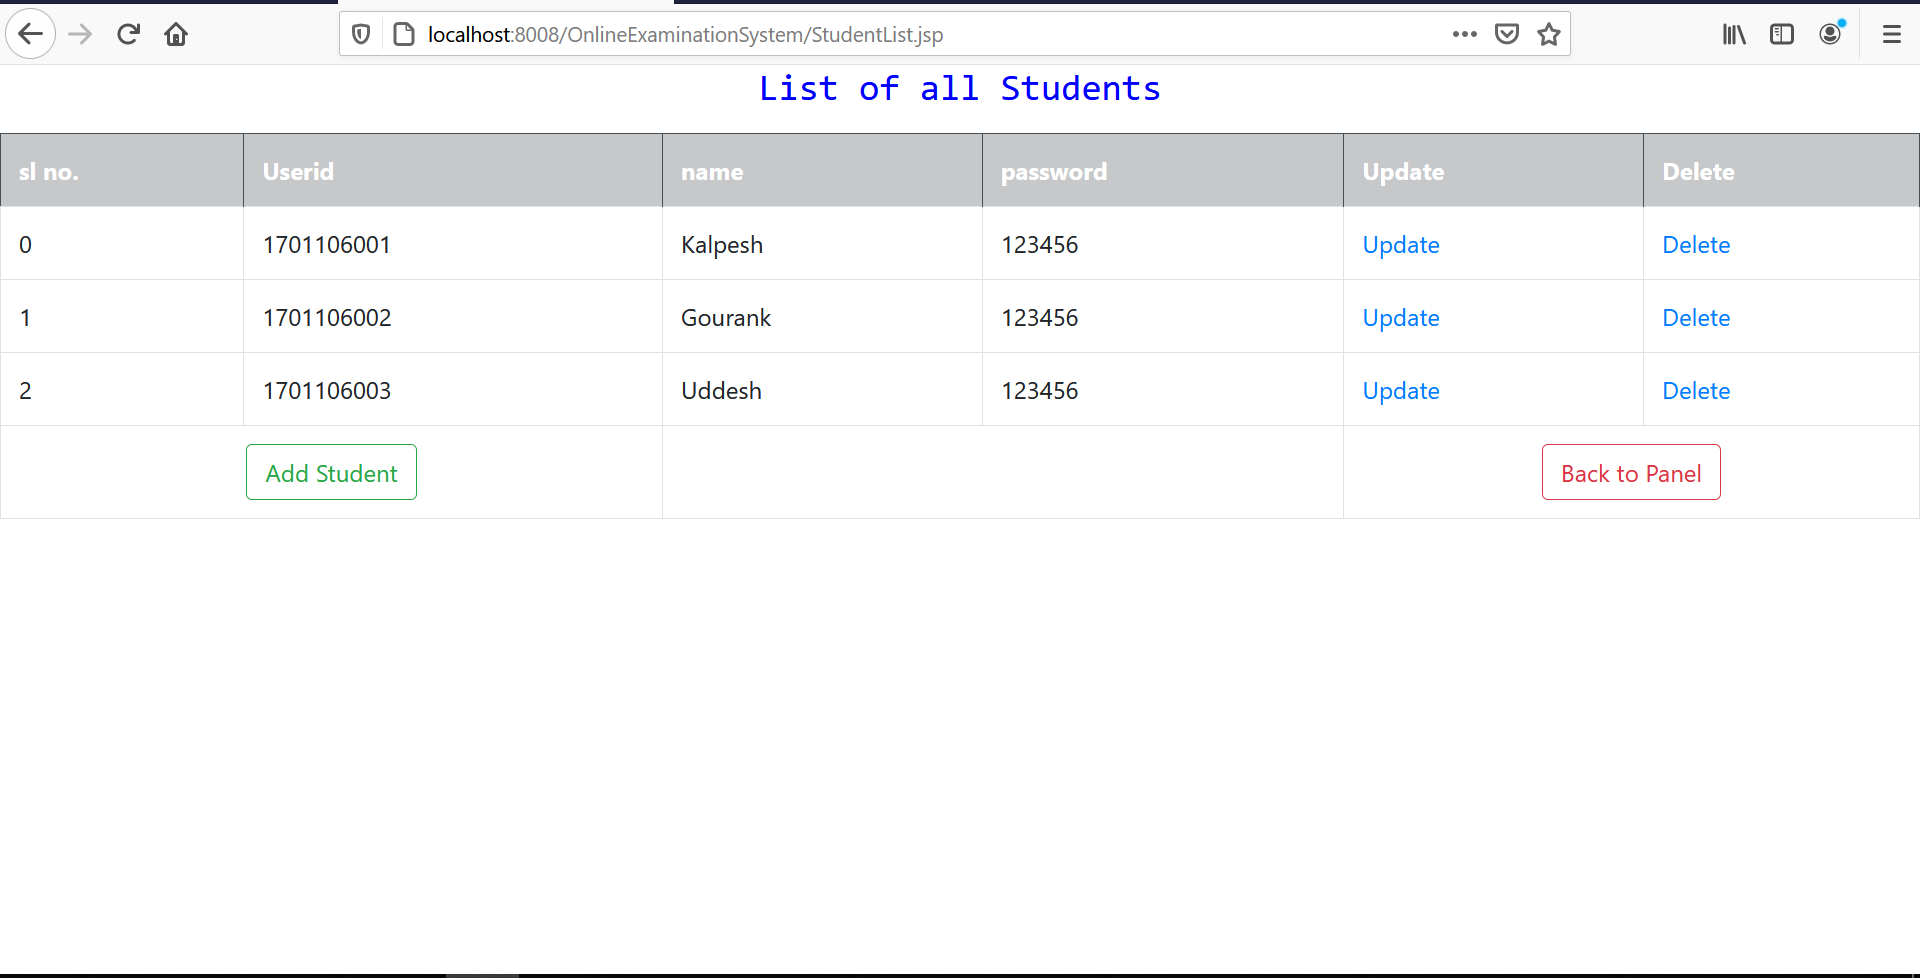 localhost:8008/OnlineExaminationSystem/StudentList.jsp
List of all Students
sl no. Userid name password Update Delete
0 1701106001 Kalpesh 123456 Update Delete
1 1701106002 Gourank 123456 Update Delete
2 1701106003 Uddesh 123456 Update Delete
Add Student Back to Panel